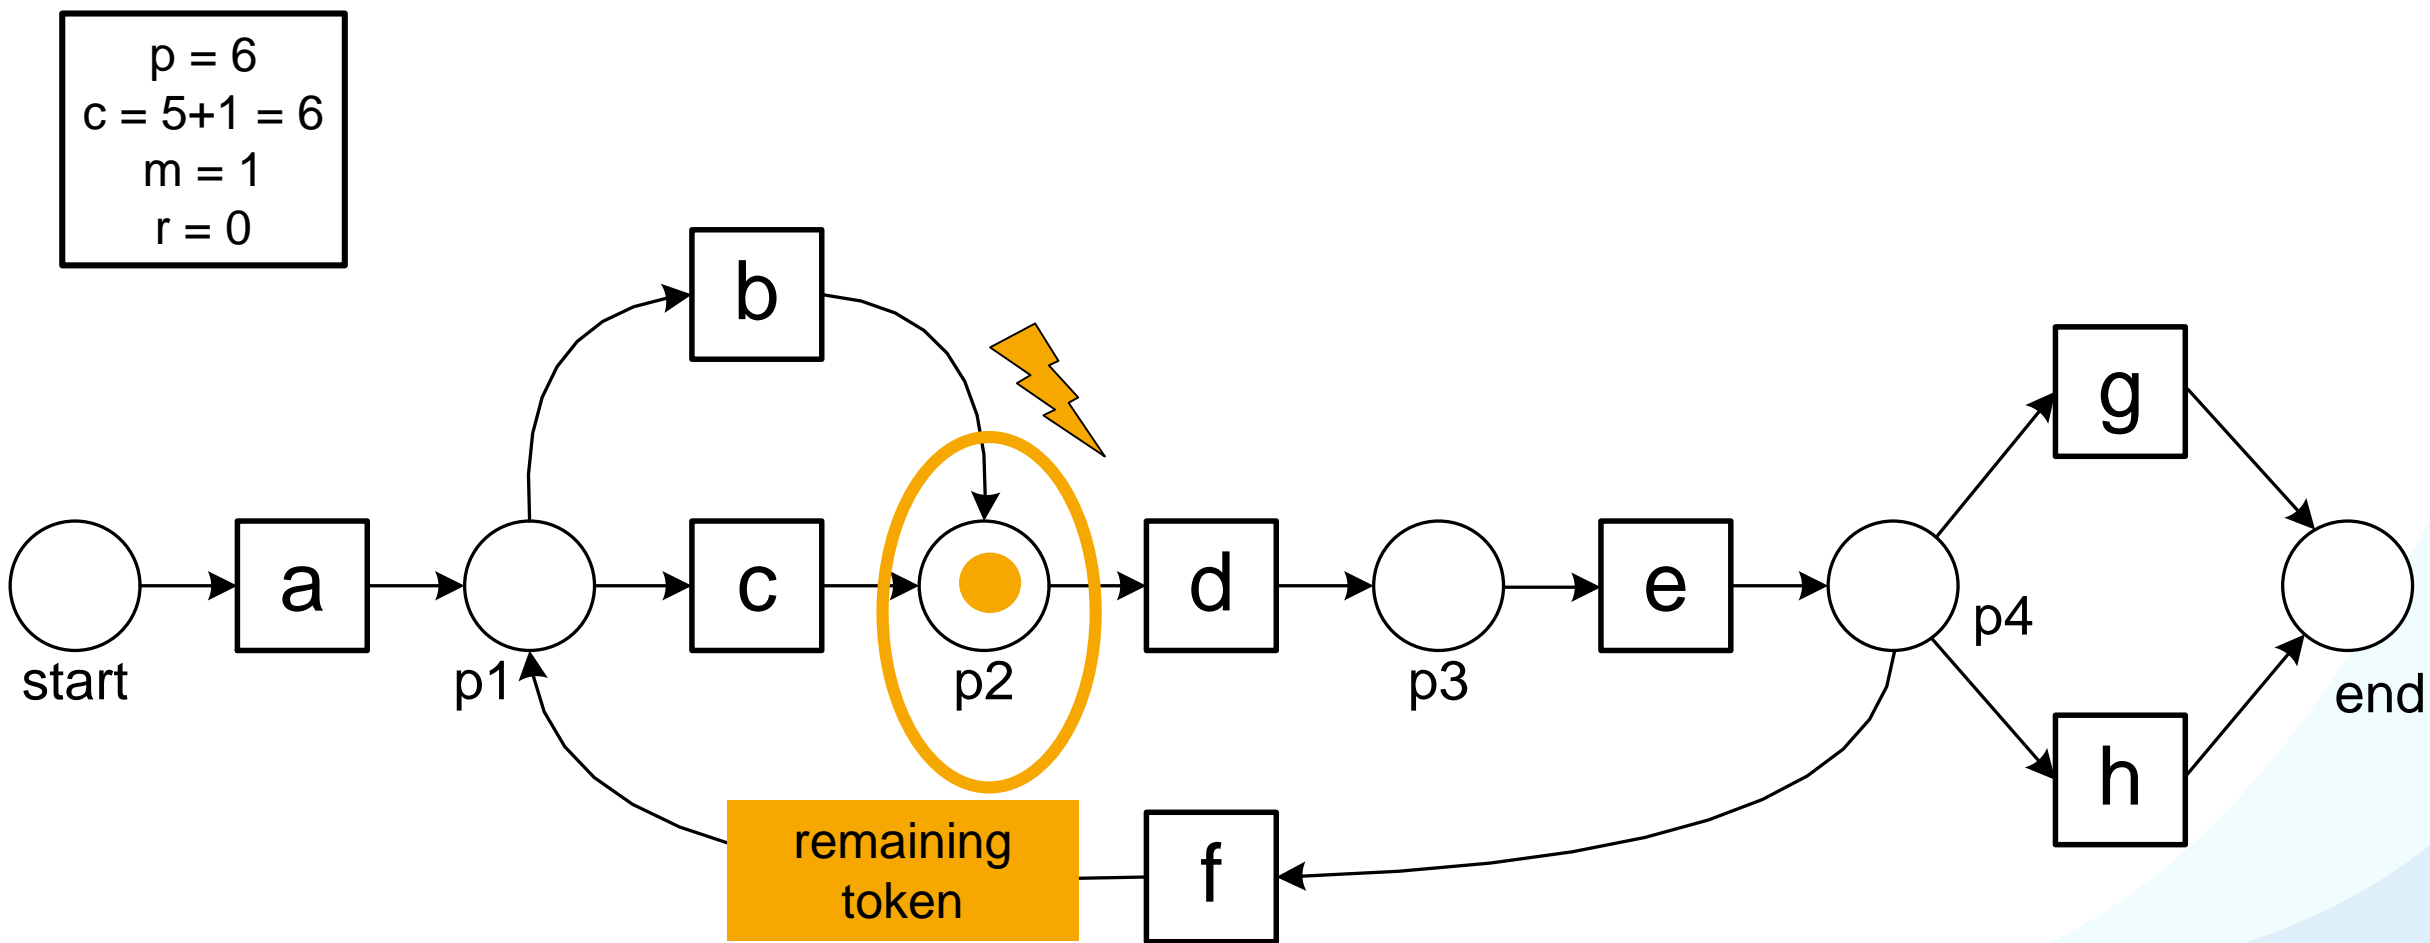 p = 6
c = 5+1 = 6
m = 1
r = 0
b
g
a
c
d
e
p4
start
p1
p2
p3
end
h
remaining
token
f